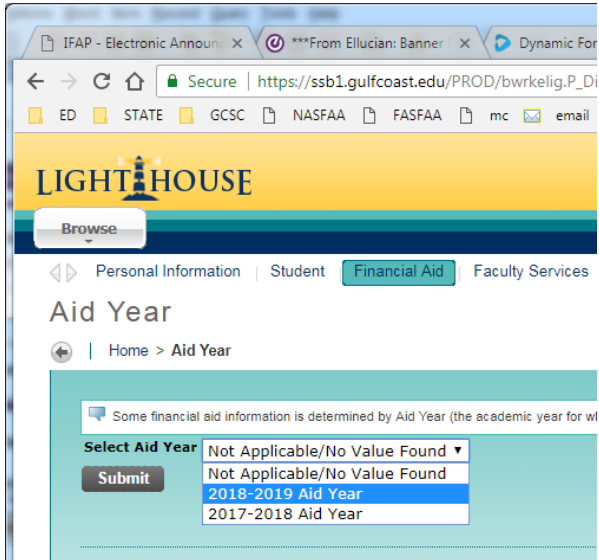 IFAP - Electronic Announ
***From Ellucian: Banner
Dynamic For
Secure | https://ssb1.gulfcoast.edu/PROD/bwrkelig.P_Di
ED STATE GCSC NASFAA FASFAA mc email
LIGHTHOUSE
Browse
Personal Information Student Financial Aid Faculty Services
Aid Year
Home > Aid Year
Some financial aid information is determined by Aid Year (the academic year for wh
Select Aid Year Not Applicable/No Value Found
Submit
Not Applicable/No Value Found
2018-2019 Aid Year
2017-2018 Aid Year